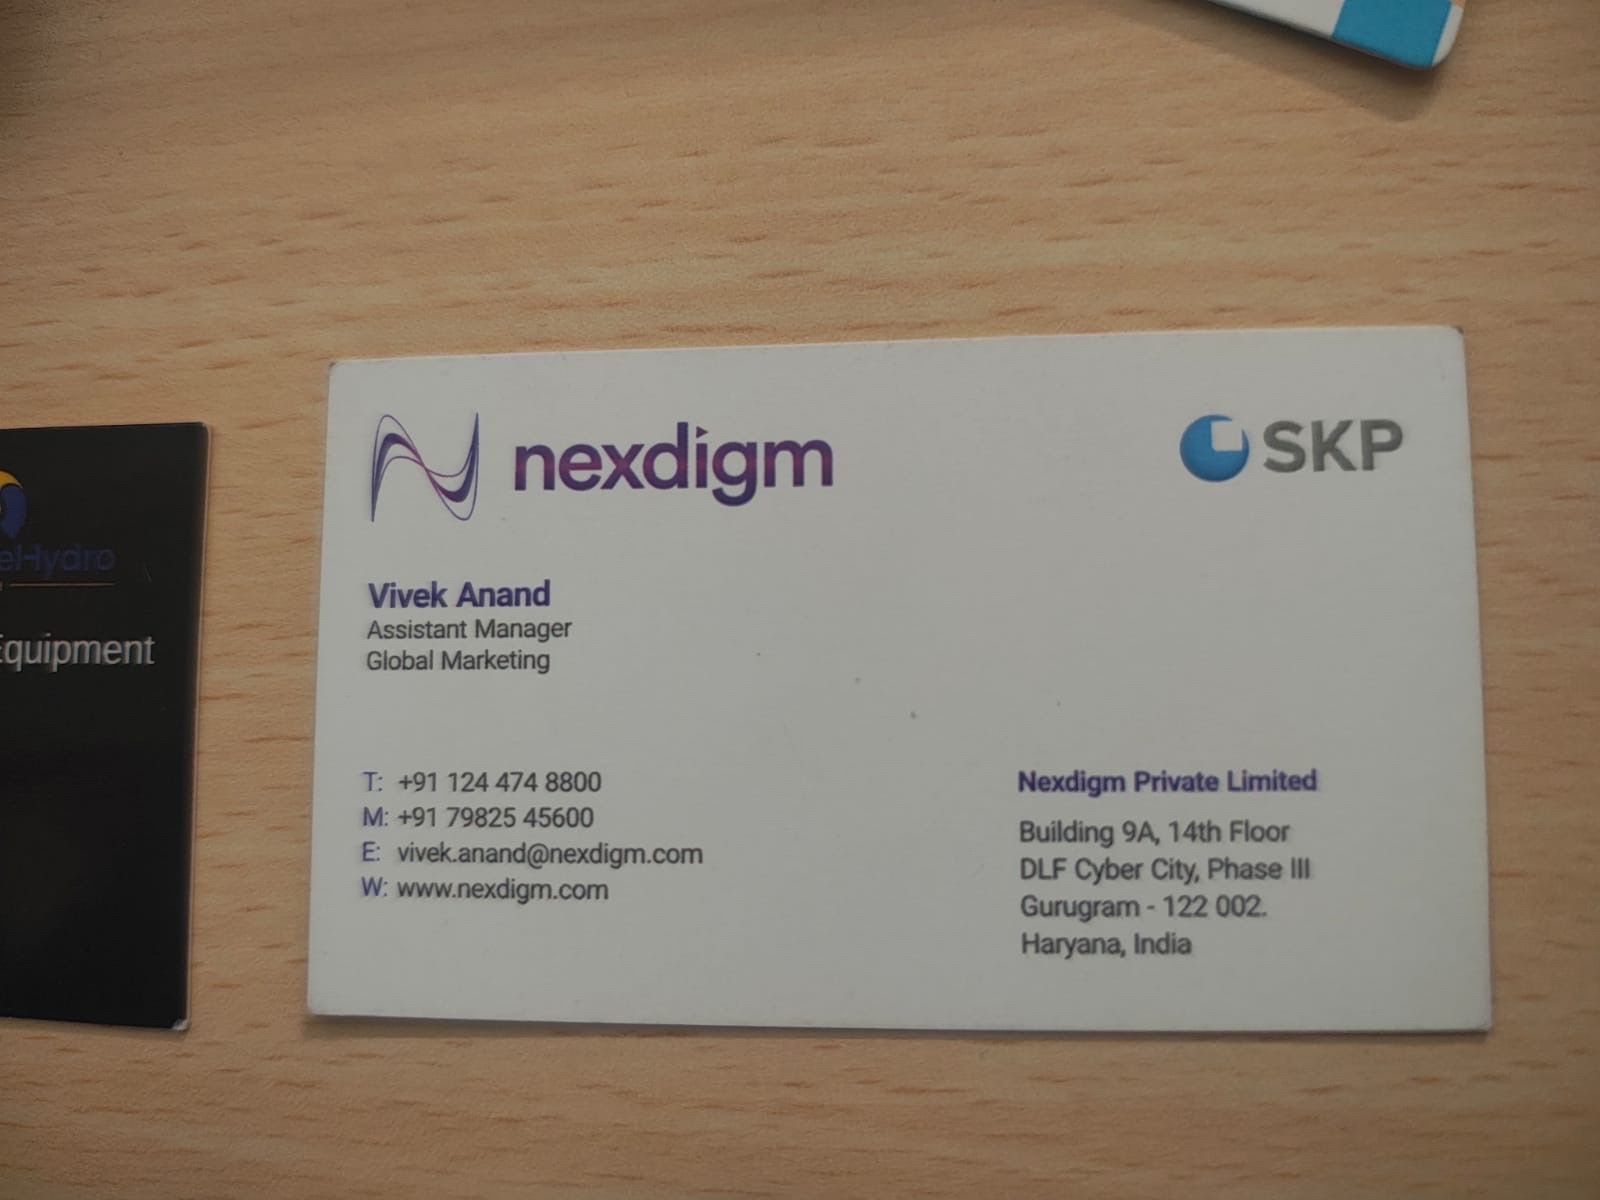 nexdigm
SKP
Vivek Anand
Assistant Manager
Global Marketing
T: +91 124 474 8800
M: +91 79825 45600
E: vivek.anand@nexdigm.com
W: www.nexdigm.com
Nexdigm Private Limited
Building 9A, 14th Floor
DLF Cyber City, Phase III
Gurugram - 122 002.
Haryana, India
elHydro
Equipment